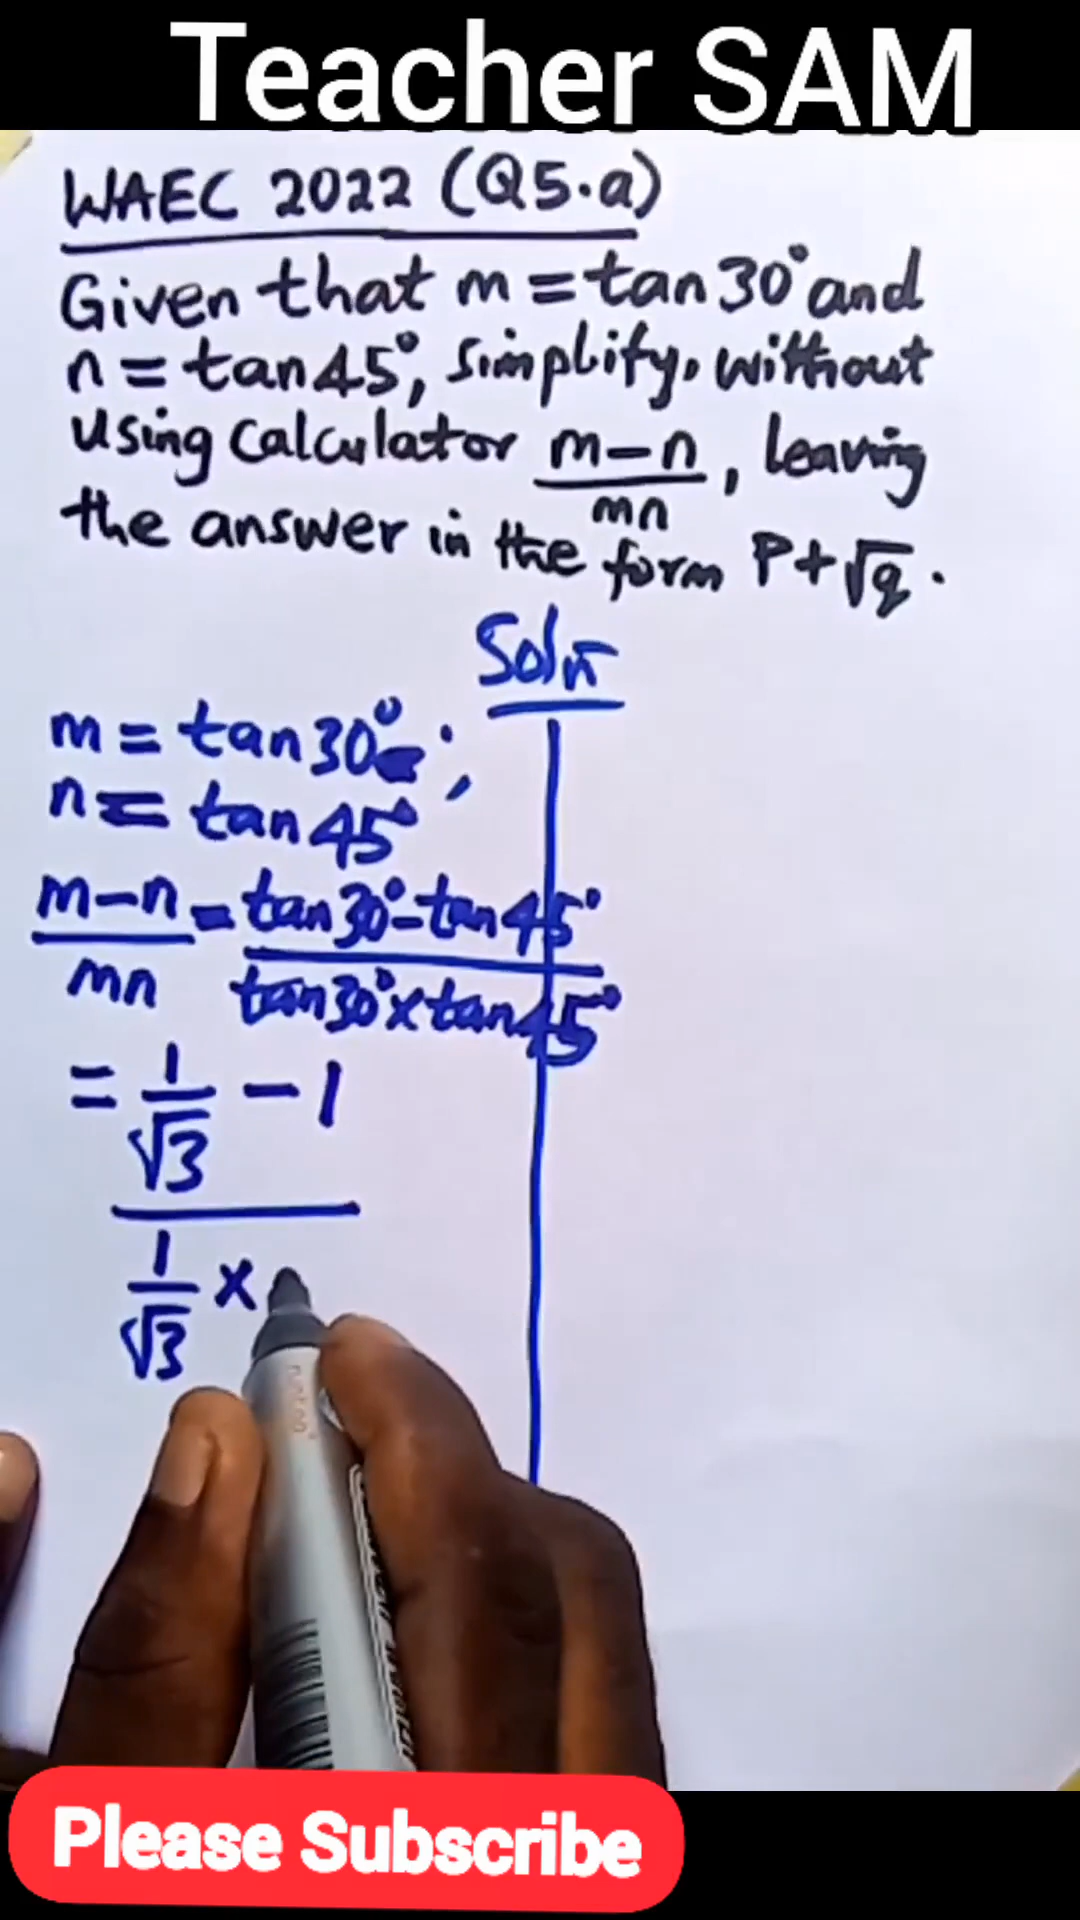 Teacher SAM
WAEC 2022 (Q5.a)
Given that m = tan30° and
n = tan45°, simplify, without
using calculator m-n/mn, leaving
the answer in the form P+√q.
Solñ
m = tan30° ;
n = tan45°
m-n/mn = tan30°-tan45°/tan30°×tan45°
= 1/√3 - 1
1/√3 ×
Please Subscribe